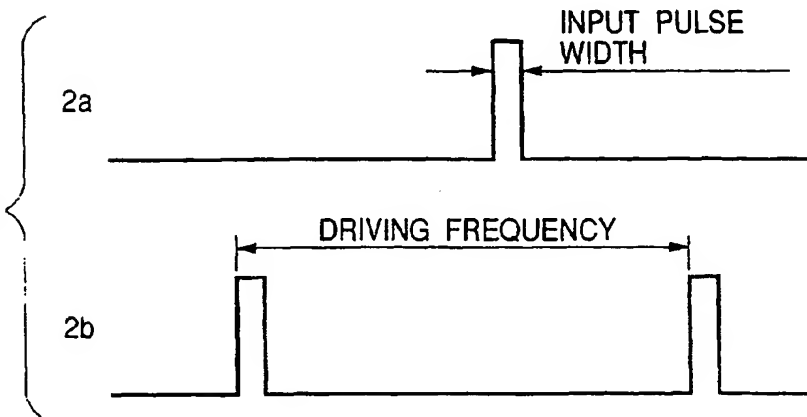 INPUT PULSE
WIDTH
2a
DRIVING FREQUENCY
2b